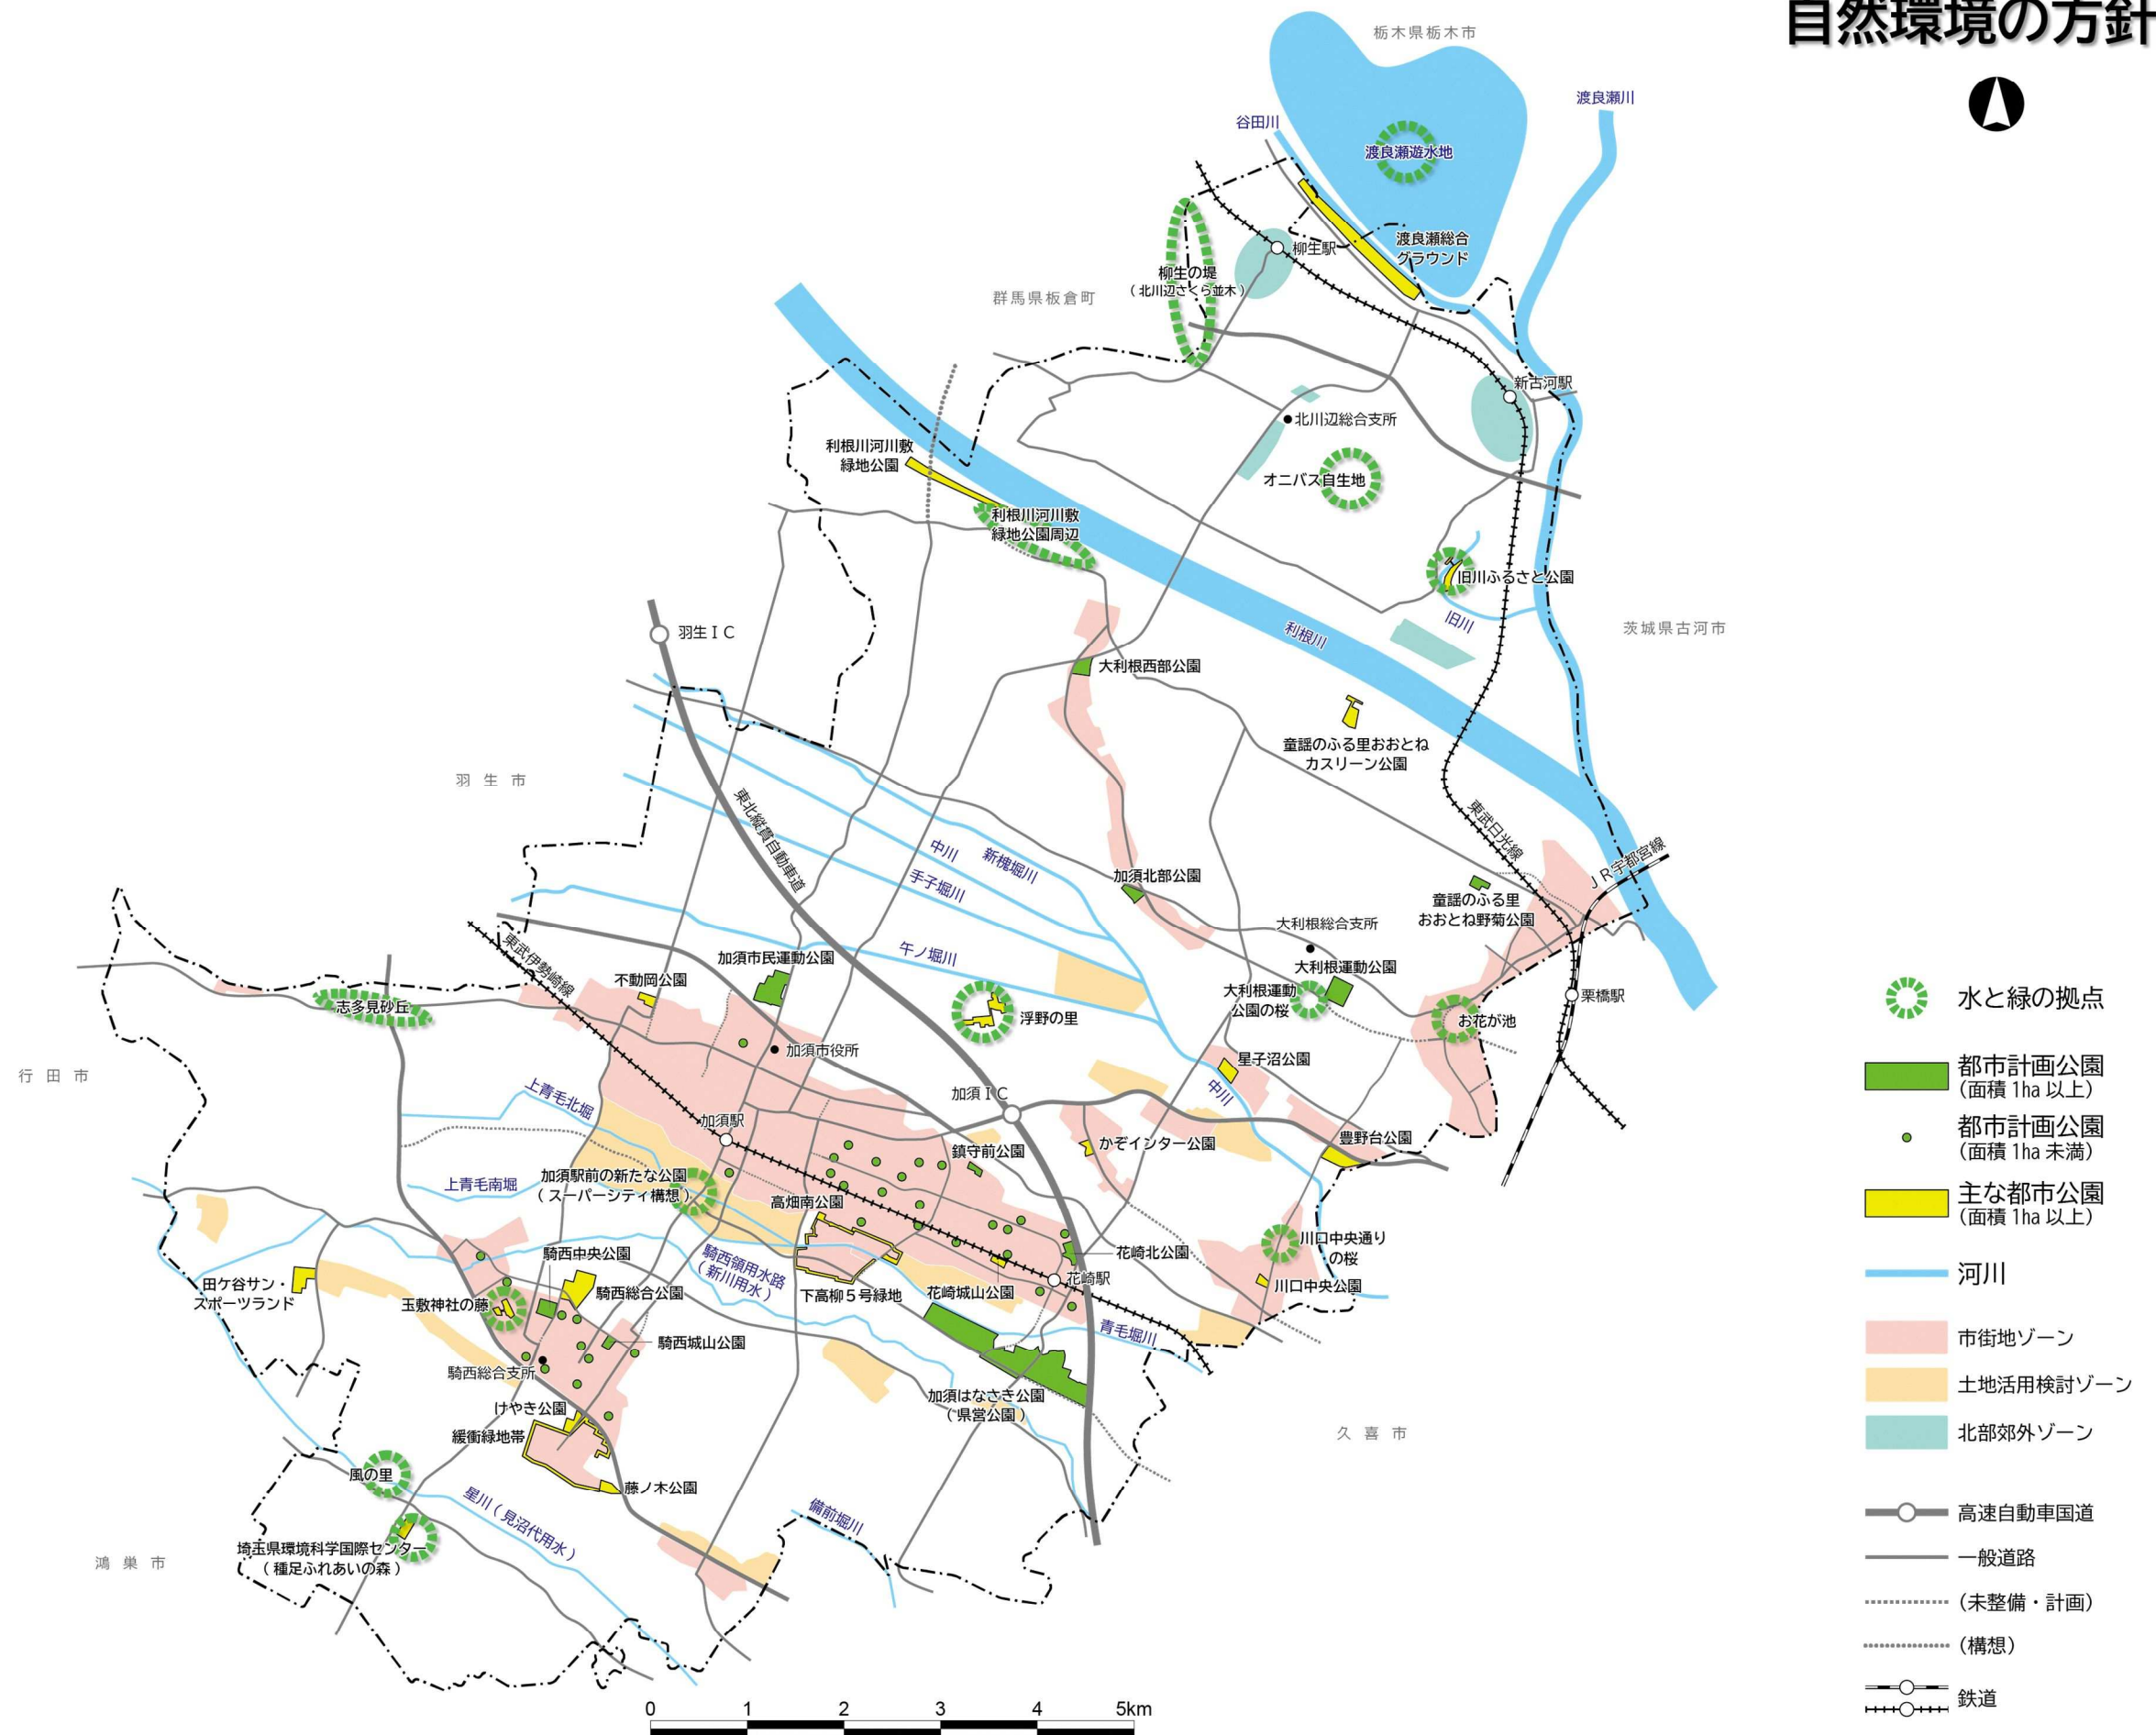 自然環境の方針
栃木県栃木市
渡良瀬川
谷田川
渡良瀬遊水地
渡良瀬総合
グラウンド
柳生駅
柳生の堤
（北川辺さくら並木）
群馬県板倉町
新古河駅
北川辺総合支所
利根川河川敷
緑地公園
オニバス自生地
利根川河川敷
緑地公園周辺
旧川ふるさと公園
旧川
茨城県古河市
利根川
羽生ＩＣ
大利根西部公園
童謡のふる里おおとね
カスリーン公園
羽生市
東北縦貫自動車道
東武日光線
中川
新槐堀川
手子堀川
ＪＲ宇都宮線
加須北部公園
童謡のふる里
おおとね野菊公園
大利根総合支所
午ノ堀川
東武伊勢崎線
加須市民運動公園
不動岡公園
大利根運動公園
大利根運動
公園の桜
栗橋駅
志多見砂丘
浮野の里
お花が池
加須市役所
星子沼公園
行田市
中川
上青毛北堀
加須ＩＣ
加須駅
かぞインター公園
豊野台公園
鎮守前公園
加須駅前の新たな公園
（スーパーシティ構想）
上青毛南堀
高畑南公園
川口中央通り
の桜
花崎北公園
騎西中央公園
騎西領用水路
（新川用水）
花崎駅
川口中央公園
田ケ谷サン・
スポーツランド
騎西総合公園
下高柳５号緑地
花崎城山公園
玉敷神社の藤
青毛堀川
騎西城山公園
騎西総合支所
加須はなさき公園
（県営公園）
けやき公園
緩衝緑地帯
久喜市
風の里
藤ノ木公園
星川（見沼代用水）
備前堀川
埼玉県環境科学国際センター
（種足ふれあいの森）
鴻巣市
0 1 2 3 4 5km
水と緑の拠点
都市計画公園
（面積 1ha 以上）
都市計画公園
（面積 1ha 未満）
主な都市公園
（面積 1ha 以上）
河川
市街地ゾーン
土地活用検討ゾーン
北部郊外ゾーン
高速自動車国道
一般道路
（未整備・計画）
（構想）
鉄道